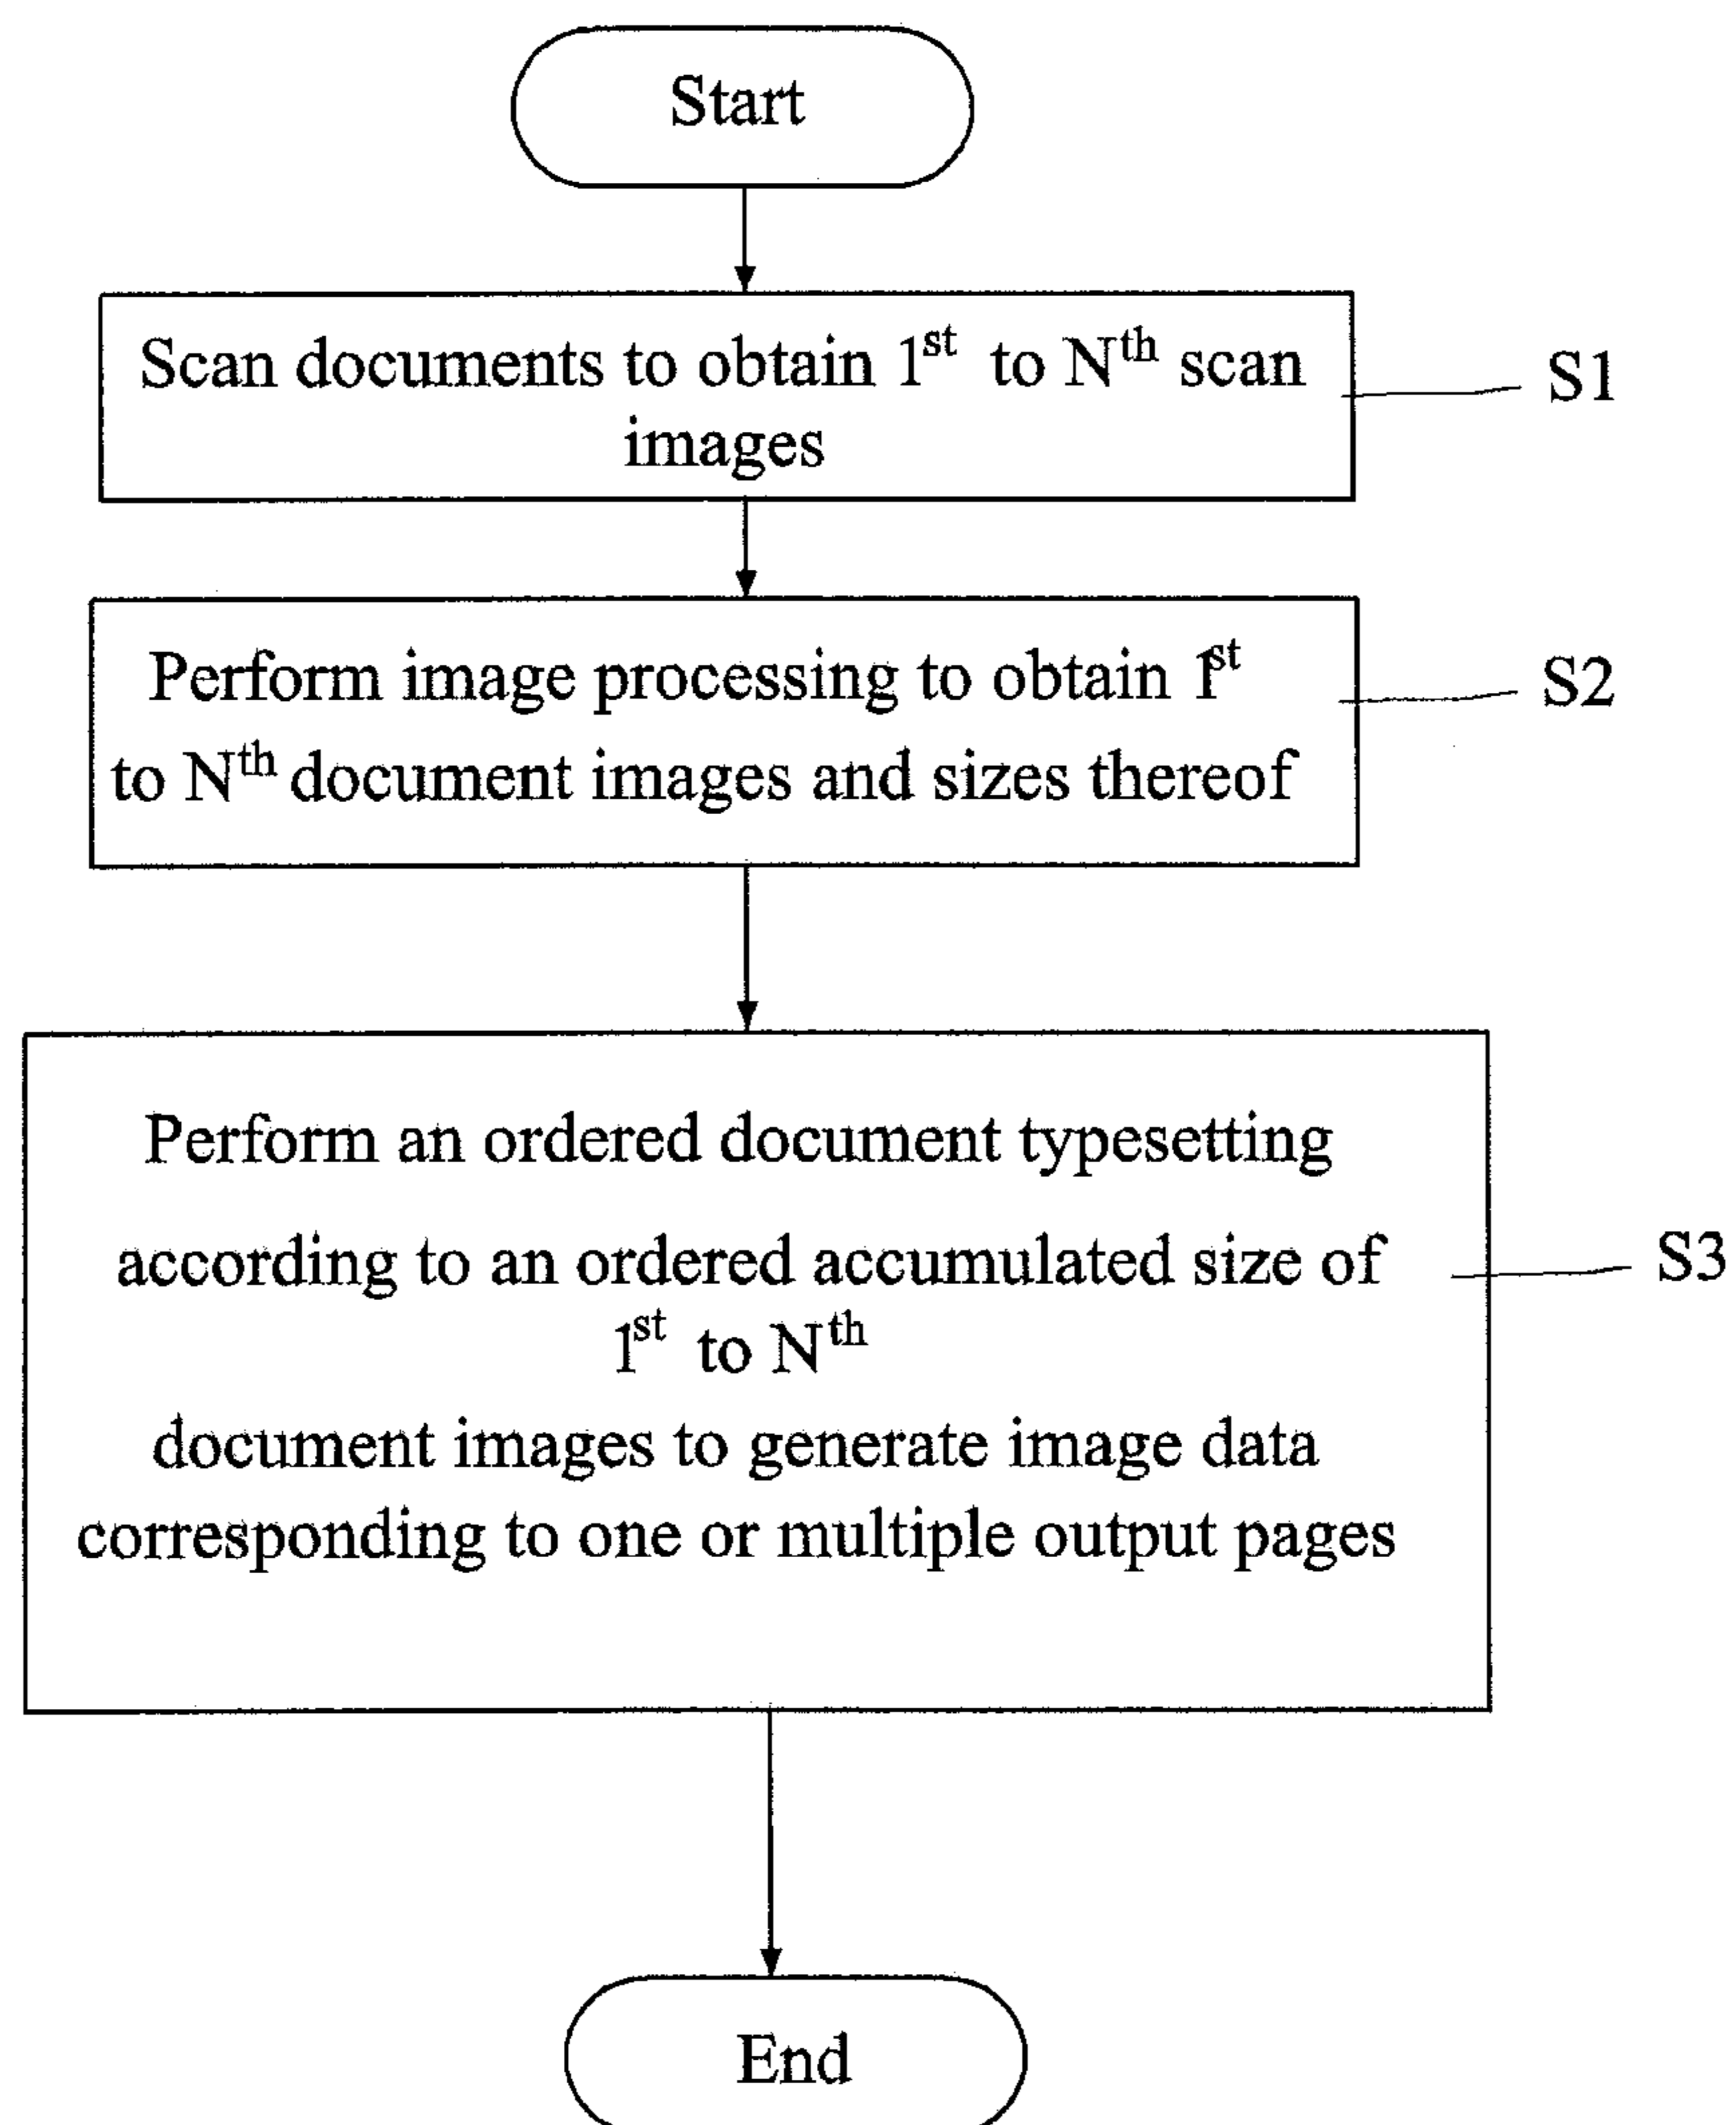 Start
Scan documents to obtain 1st to Nth scan
images
S1
Perform image processing to obtain 1st
to Nth document images and sizes thereof
S2
Perform an ordered document typesetting
according to an ordered accumulated size of
1st to Nth
document images to generate image data
corresponding to one or multiple output pages
S3
End